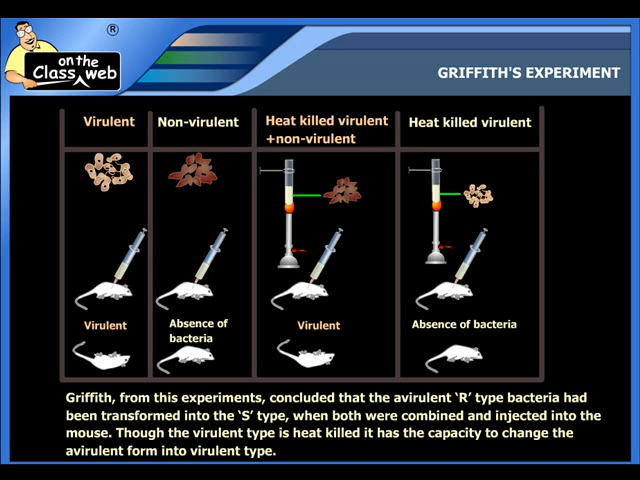 ®
on the
Class web
GRIFFITH'S EXPERIMENT
Virulent
Non-virulent
Heat killed virulent
+non-virulent
Heat killed virulent
Virulent
Absence of
bacteria
Virulent
Absence of bacteria
Griffith, from this experiments, concluded that the avirulent ‘R’ type bacteria had
been transformed into the ‘S’ type, when both were combined and injected into the
mouse. Though the virulent type is heat killed it has the capacity to change the
avirulent form into virulent type.